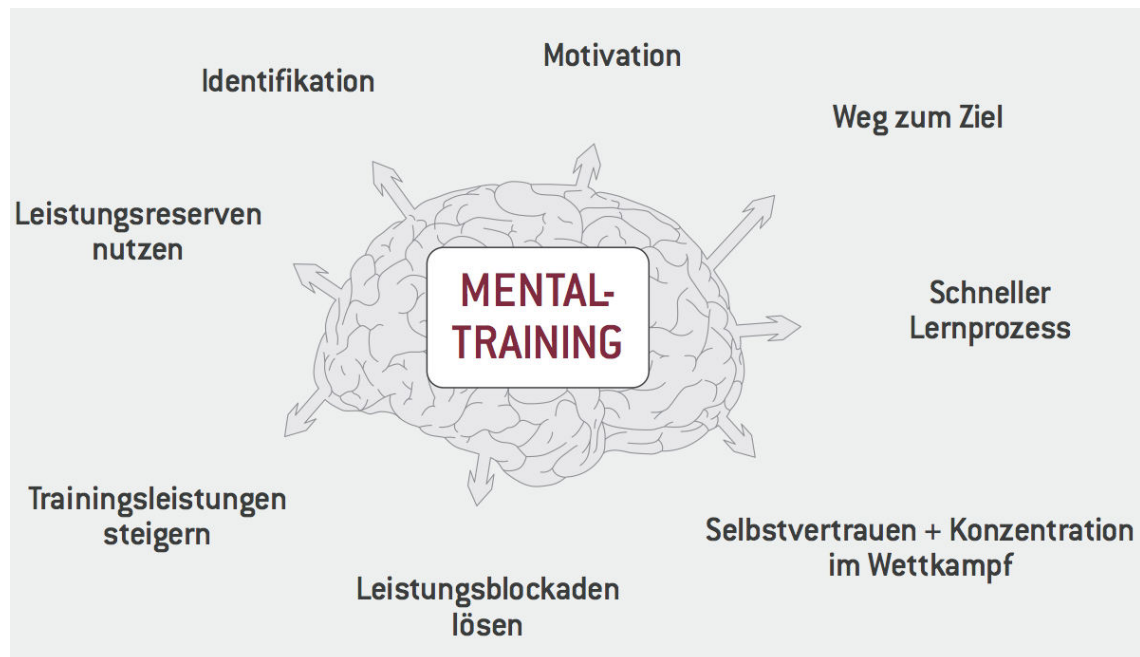 Motivation
Identifikation
Weg zum Ziel
Leistungsreserven
nutzen
MENTAL-
TRAINING
Schneller
Lernprozess
Trainingsleistungen
steigern
Selbstvertrauen + Konzentration
im Wettkampf
Leistungsblockaden
lösen